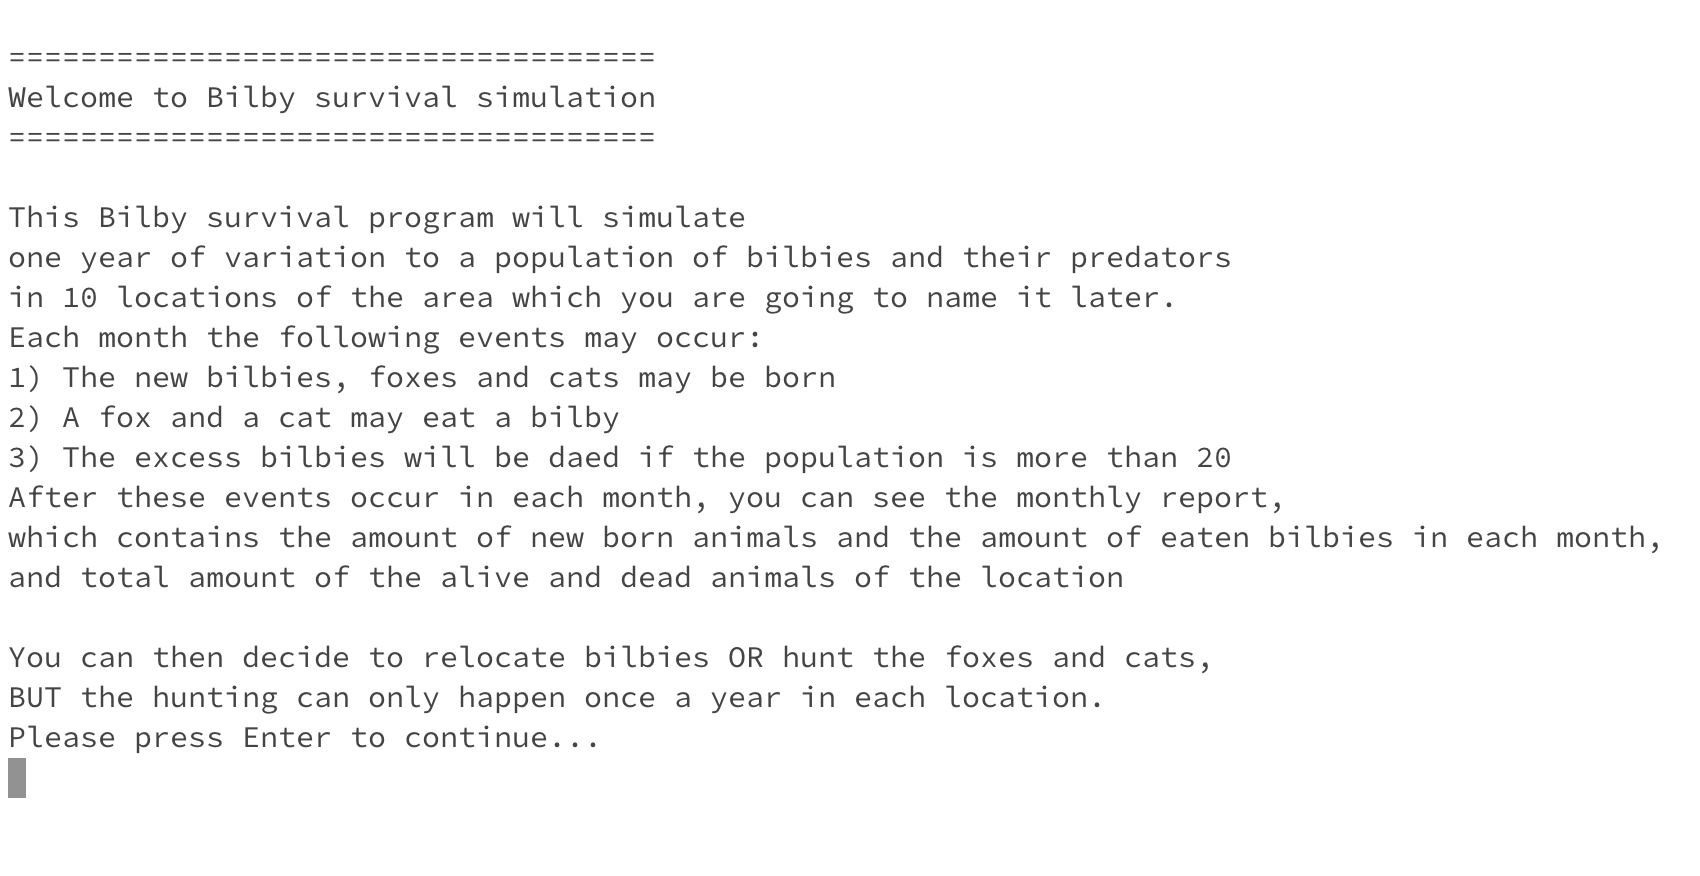 ====================================
Welcome to Bilby survival simulation
====================================
This Bilby survival program will simulate
one year of variation to a population of bilbies and their predators
in 10 locations of the area which you are going to name it later.
Each month the following events may occur:
1) The new bilbies, foxes and cats may be born
2) A fox and a cat may eat a bilby
3) The excess bilbies will be daed if the population is more than 20
After these events occur in each month, you can see the monthly report,
which contains the amount of new born animals and the amount of eaten bilbies in each month,
and total amount of the alive and dead animals of the location
You can then decide to relocate bilbies OR hunt the foxes and cats,
BUT the hunting can only happen once a year in each location.
Please press Enter to continue...